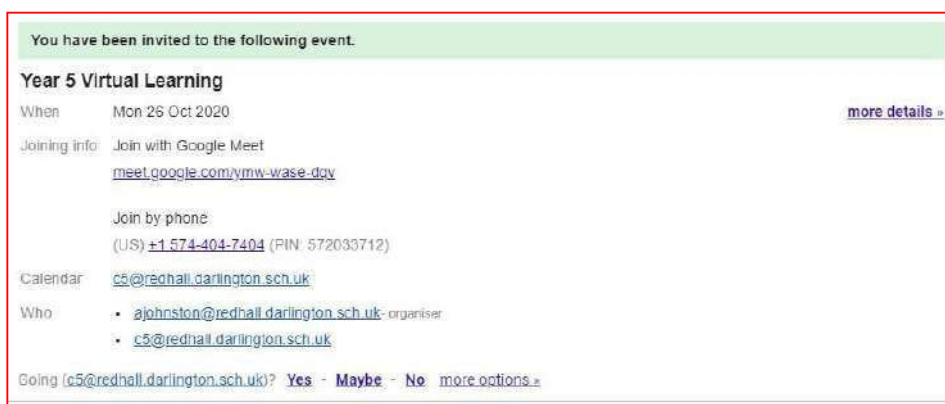 You have been invited to the following event.
Year 5 Virtual Learning
When Mon 26 Oct 2020 more details »
Joining info Join with Google Meet
meet.google.com/ymw-wase-dqv
Join by phone
(US) +1 574-404-7404 (PIN: 572033712)
Calendar c5@redhall.darlington.sch.uk
Who • ajohnston@redhall.darlington.sch.uk- organiser
• c5@redhall.darlington.sch.uk
Going (c5@redhall.darlington.sch.uk)? Yes - Maybe - No more options »